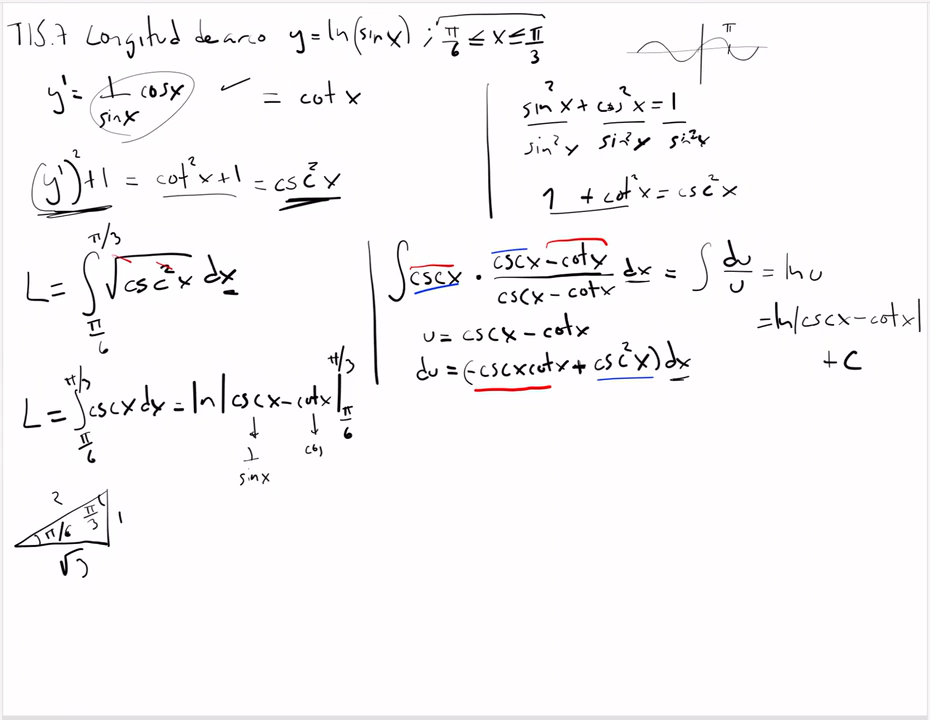 T15.7 Longitud de arco y = ln(sinx) ; π/6 ≤ x ≤ π/3
π
y' = 1/sinx cosx ✓ = cot x
(y')² + 1 = cot²x + 1 = csc²x
sin²x/sin²x + cos²x/sin²x = 1/sin²x
1 + cot²x = csc²x
L = ∫_{π/6}^{π/3} √csc²x dx
L = ∫_{π/6}^{π/3} cscx dx = ln|cscx - cotx|_{π/6}^{π/3}
↓ ↓
1/sinx cos
∫ cscx · (cscx - cotx)/(cscx - cotx) dx = ∫ du/u = ln u
u = cscx - cotx
= ln|cscx - cotx|
du = (-cscxcotx + csc²x) dx
+ C
2
π/6 π/3 1
√3